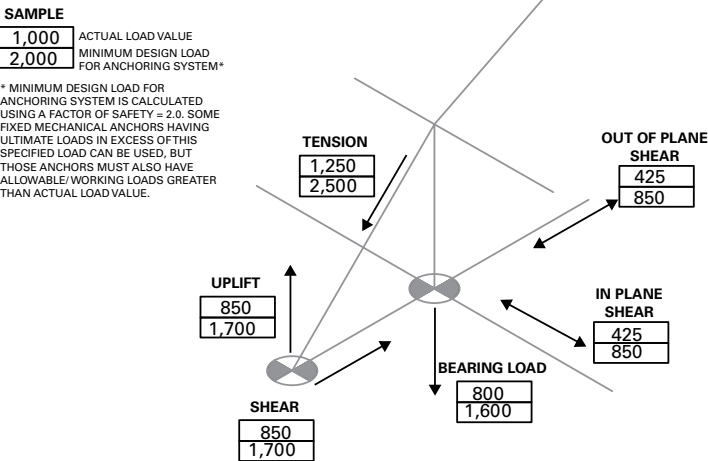 SAMPLE
1,000 ACTUAL LOAD VALUE
2,000 MINIMUM DESIGN LOAD
FOR ANCHORING SYSTEM*
* MINIMUM DESIGN LOAD FOR
ANCHORING SYSTEM IS CALCULATED
USING A FACTOR OF SAFETY = 2.0. SOME
FIXED MECHANICAL ANCHORS HAVING
ULTIMATE LOADS IN EXCESS OF THIS
SPECIFIED LOAD CAN BE USED, BUT
THOSE ANCHORS MUST ALSO HAVE
ALLOWABLE/WORKING LOADS GREATER
THAN ACTUAL LOAD VALUE.
TENSION
1,250
2,500
OUT OF PLANE
SHEAR
425
850
UPLIFT
850
1,700
IN PLANE
SHEAR
425
850
BEARING LOAD
800
1,600
SHEAR
850
1,700